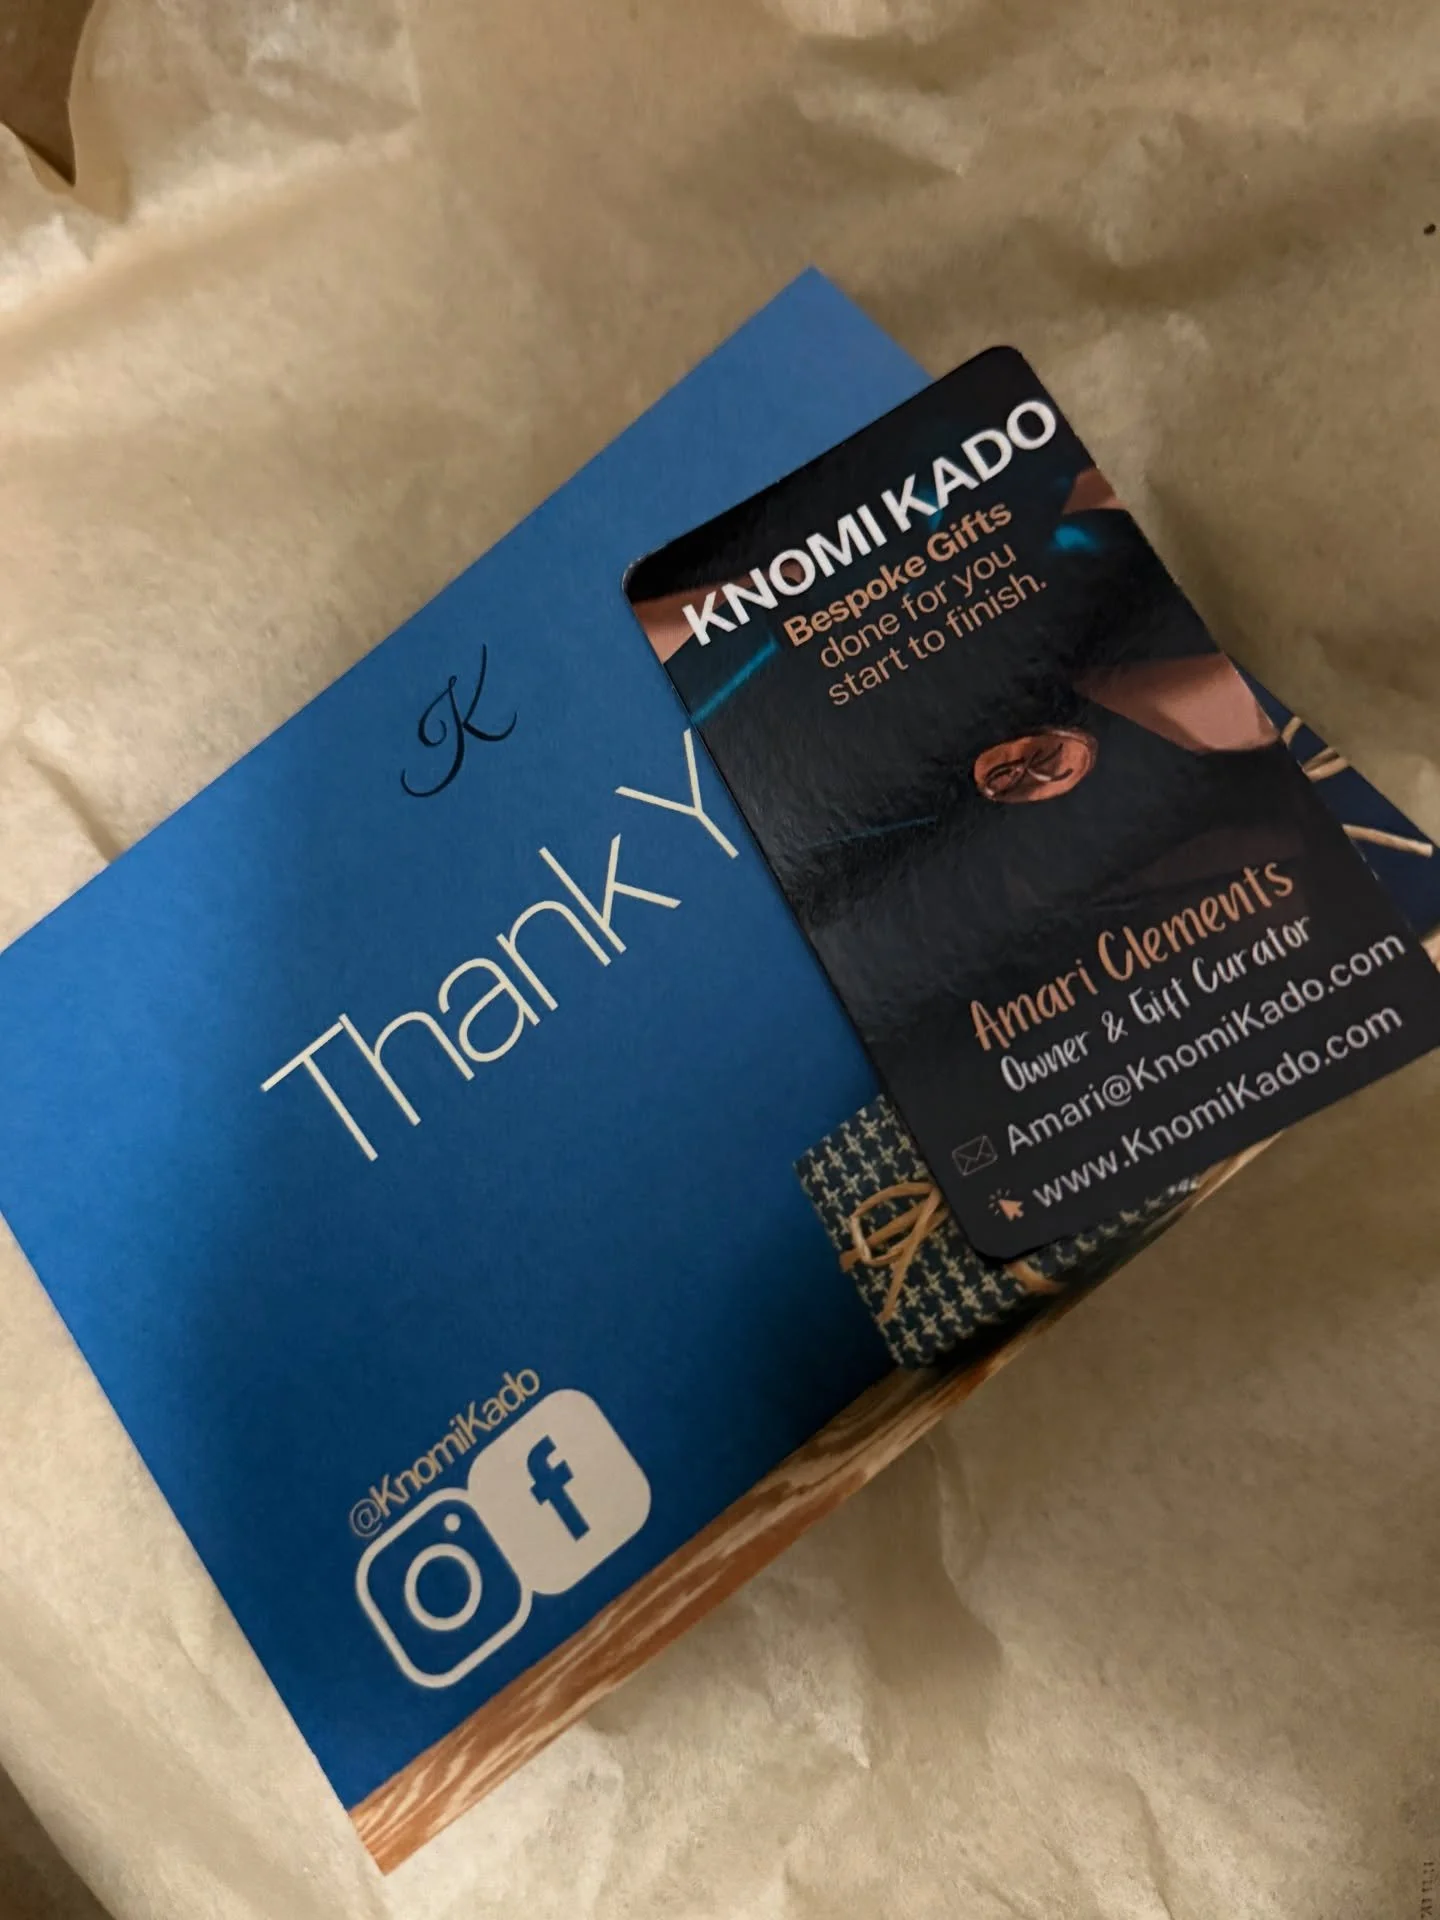 K
Thank Y
@KnomiKado
f
KNOMI KADO
Bespoke Gifts
done for you
start to finish.
K
Amari Clements
Owner & Gift Curator
Amari@KnomiKado.com
www.KnomiKado.com